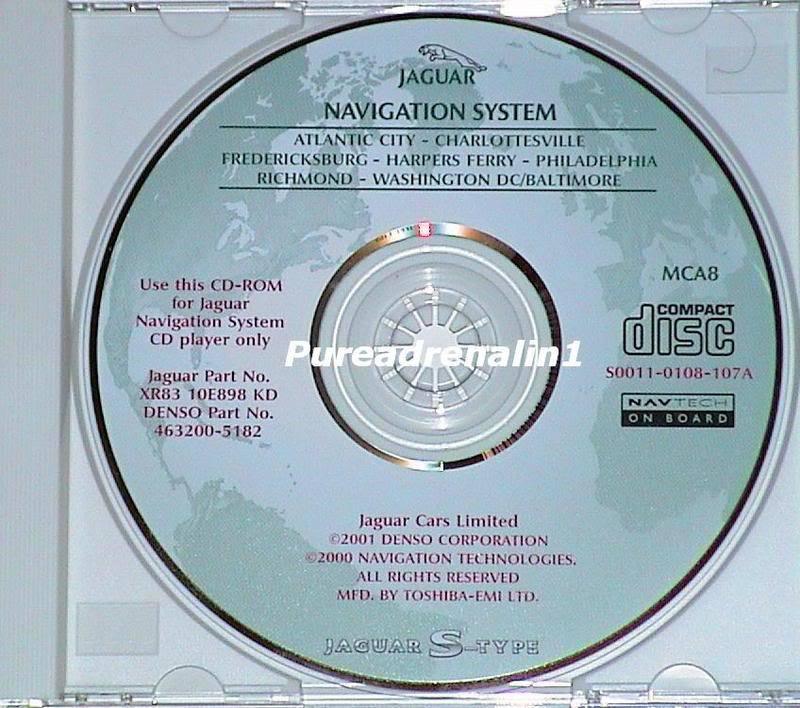 JAGUAR
NAVIGATION SYSTEM
ATLANTIC CITY - CHARLOTTESVILLE
FREDERICKSBURG - HARPERS FERRY - PHILADELPHIA
RICHMOND - WASHINGTON DC/BALTIMORE
MCA8
Use this CD-ROM
for Jaguar
Navigation System
CD player only
COMPACT
disc
Pureadrenalin1
S0011-0108-107A
Jaguar Part No.
XR83 10E898 KD
DENSO Part No.
463200-5182
NAVTECH
ON BOARD
Jaguar Cars Limited
©2001 DENSO CORPORATION
©2000 NAVIGATION TECHNOLOGIES.
ALL RIGHTS RESERVED
MFD. BY TOSHIBA-EMI LTD.
JAGUAR S-TYPE